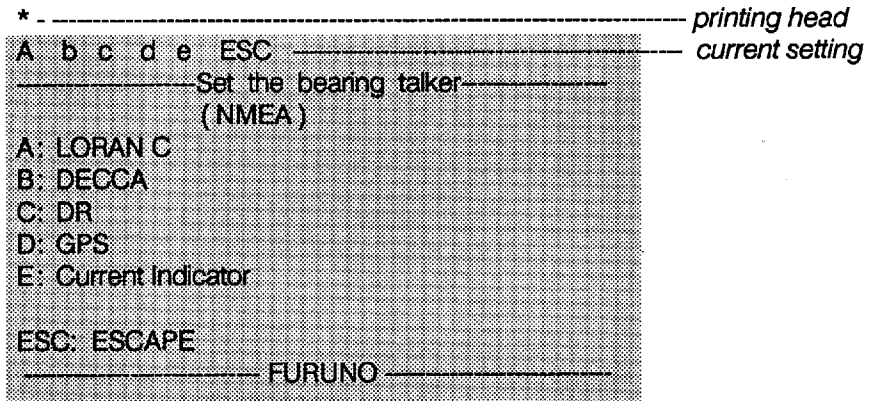 * - ---------------------------------------------------------------- printing head
A b c d e ESC ---------------------------------------- current setting
------------------Set the bearing talker---------------
(NMEA)
A: LORAN C
B: DECCA
C: DR
D: GPS
E: Current Indicator
ESC: ESCAPE
------------------------ FURUNO -----------------------